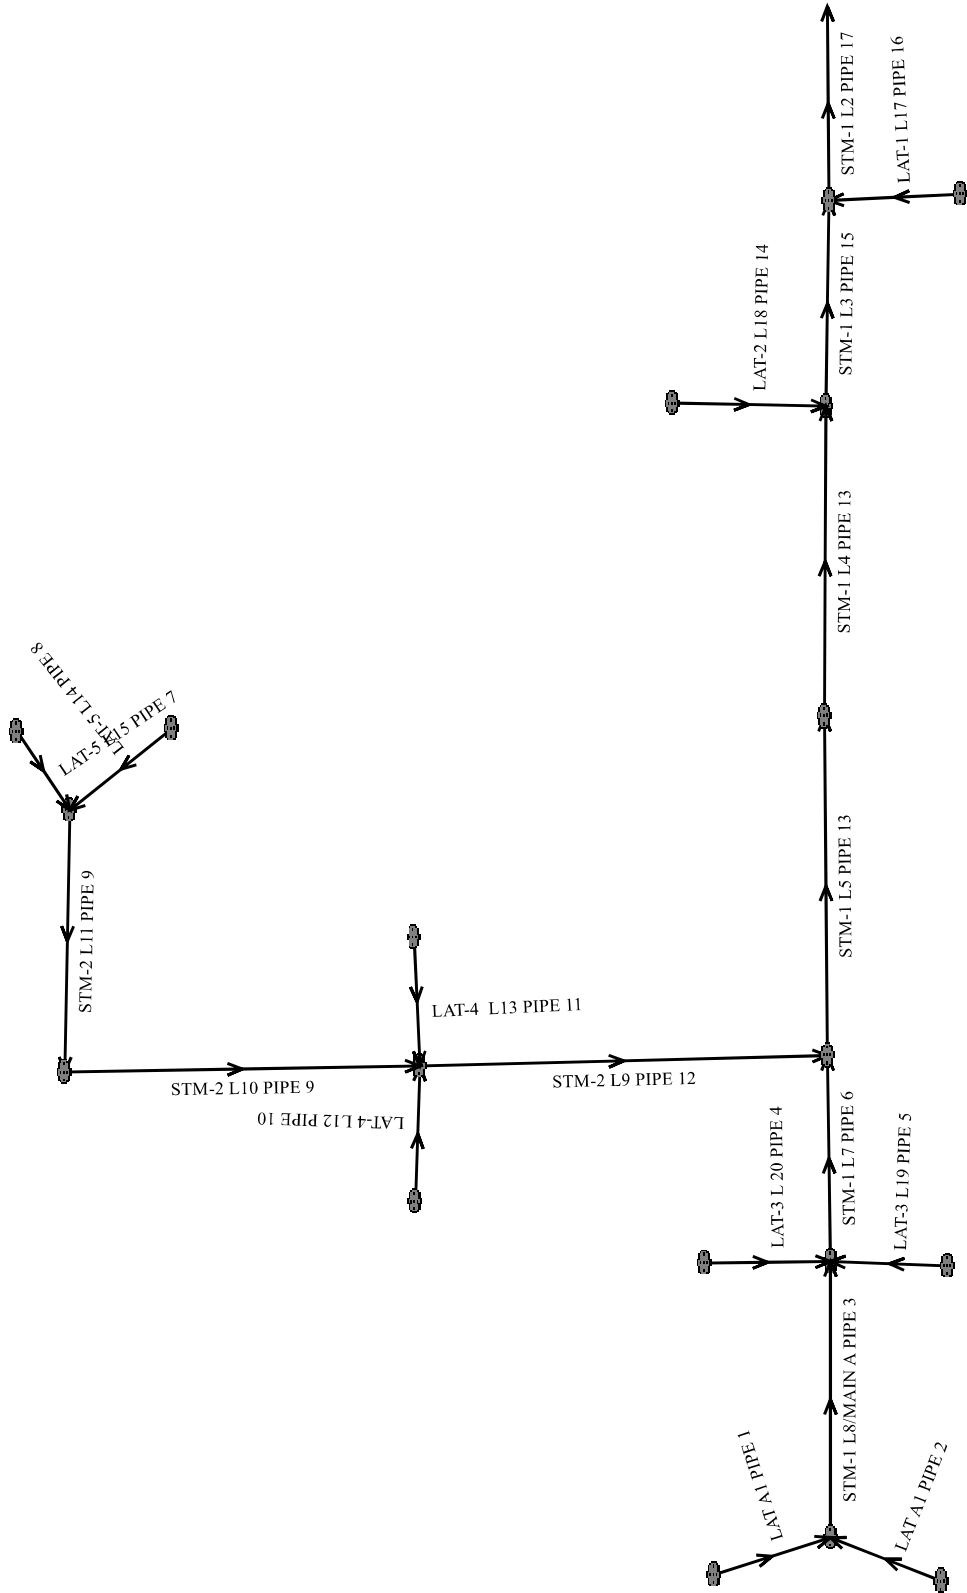 STM-1 L2 PIPE 17
LAT-1 L17 PIPE 16
STM-1 L3 PIPE 15
LAT-2 L18 PIPE 14
STM-1 L4 PIPE 13
LAT-5 L14 PIPE 8
LAT-5 L15 PIPE 7
STM-2 L11 PIPE 9
STM-1 L5 PIPE 13
LAT-4 L13 PIPE 11
STM-2 L10 PIPE 9
STM-2 L9 PIPE 12
LAT-4 L12 PIPE 10
LAT-3 L 20 PIPE 4
STM-1 L7 PIPE 6
LAT-3 L19 PIPE 5
STM-1 L8/MAIN A PIPE 3
LAT A1 PIPE 1
LAT A1 PIPE 2